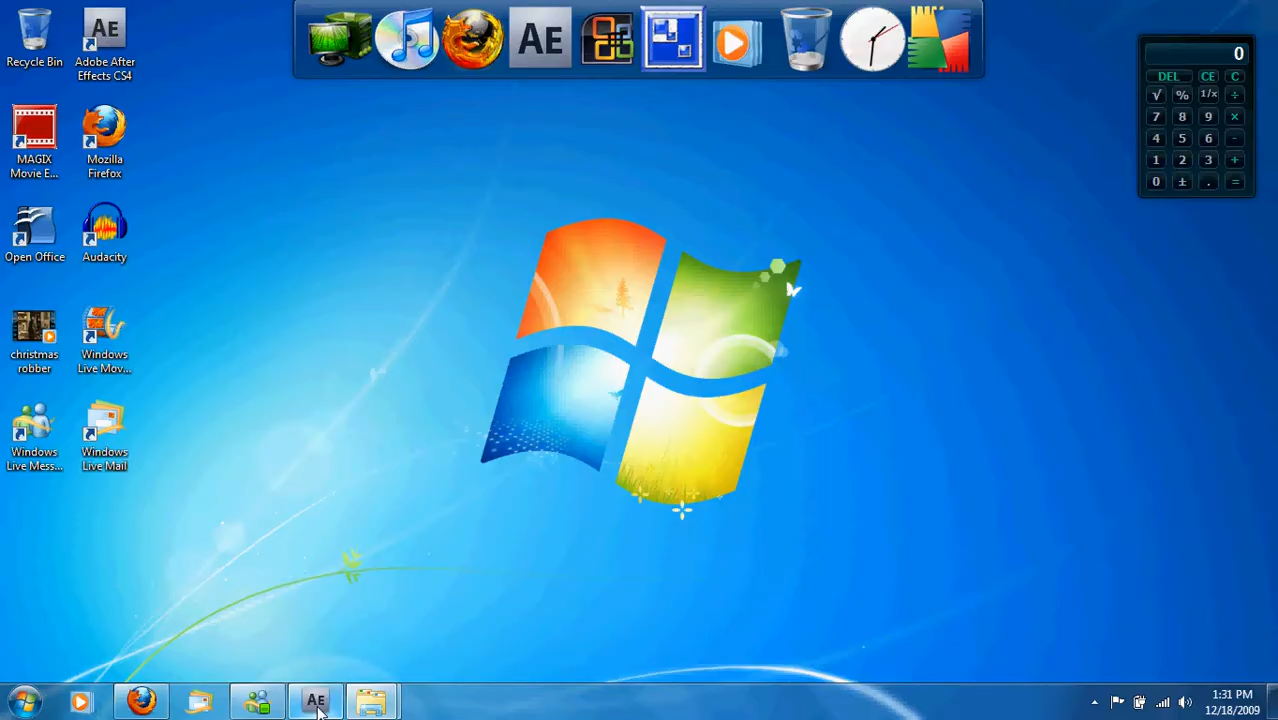 Recycle Bin
Adobe After
Effects CS4
MAGIX
Movie E...
Mozilla
Firefox
Open Office
Audacity
christmas
robber
Windows
Live Mov...
Windows
Live Mess...
Windows
Live Mail
AE
AE
0
DEL CE C
√ % 1/x ÷
7 8 9 ×
4 5 6 -
1 2 3 +
0 ± . =
AE
1:31 PM
12/18/2009